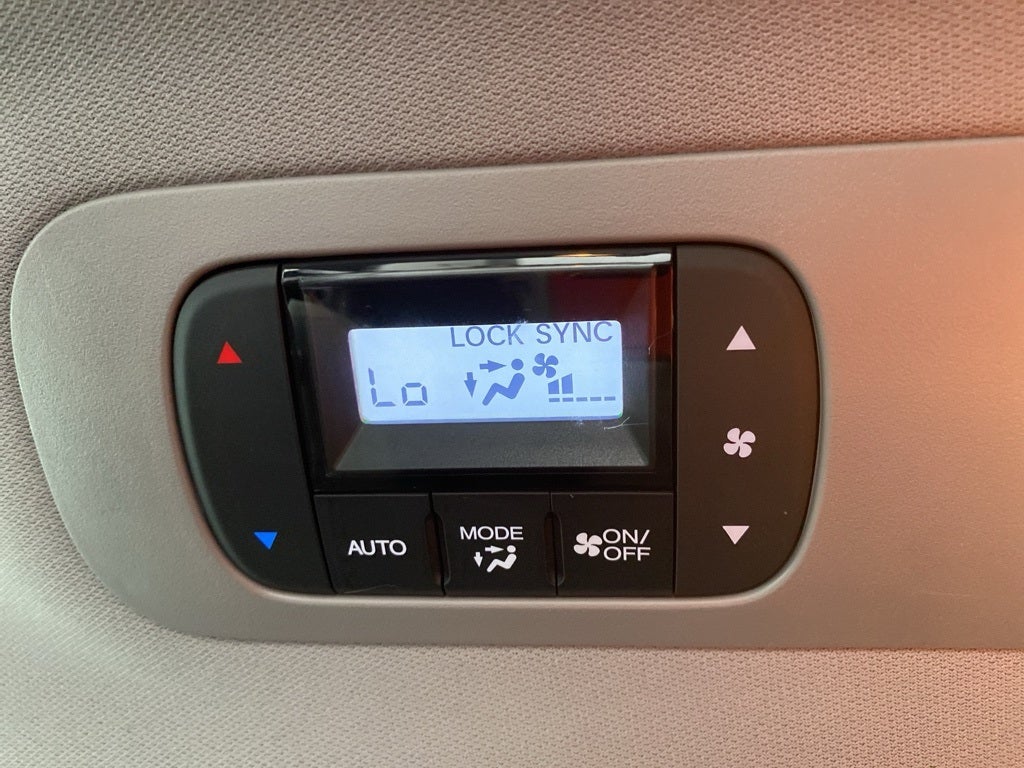 LOCK SYNC
Lo
AUTO
MODE
ON/
OFF